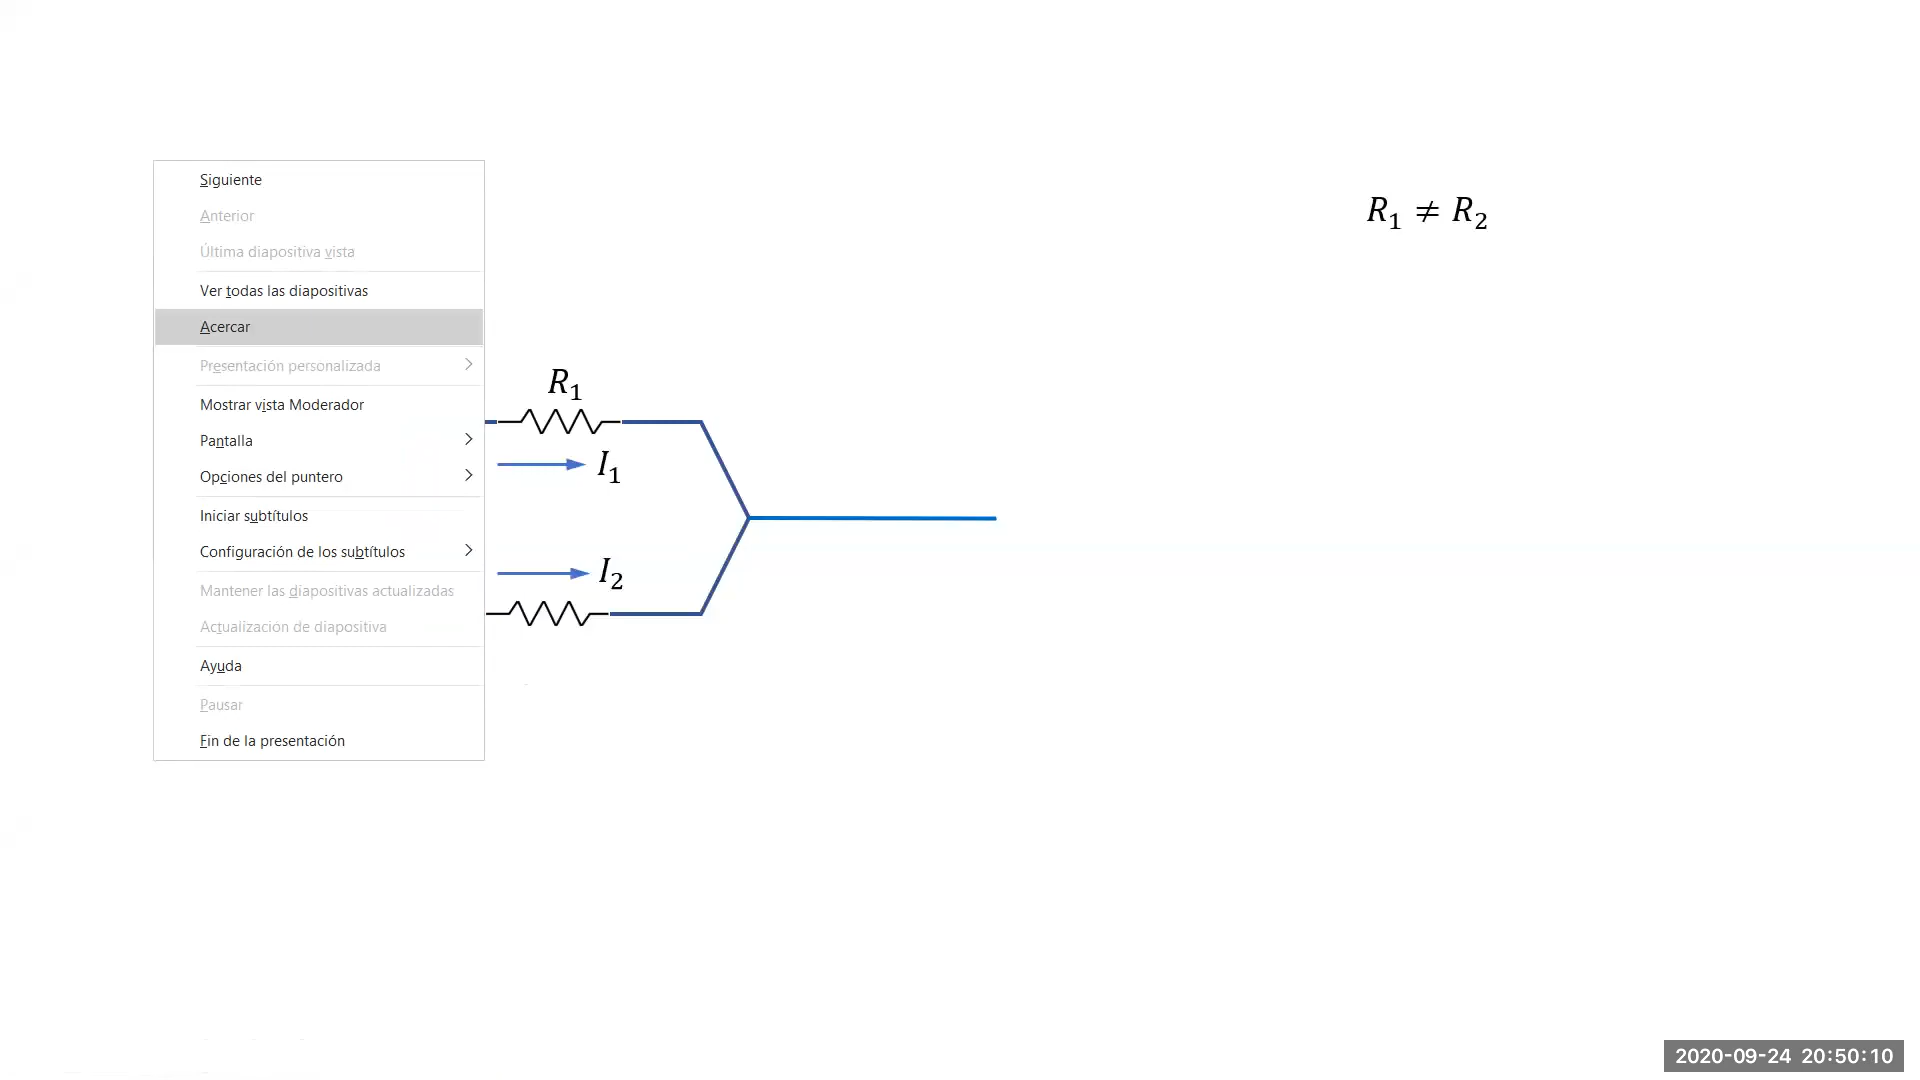 Siguiente
Anterior
Última diapositiva vista
Ver todas las diapositivas
Acercar
Presentación personalizada
Mostrar vista Moderador
Pantalla
Opciones del puntero
Iniciar subtítulos
Configuración de los subtítulos
Mantener las diapositivas actualizadas
Actualización de diapositiva
Ayuda
Pausar
Fin de la presentación
R₁ ≠ R₂
R₁
I₁
I₂
2020-09-24 20:50:10